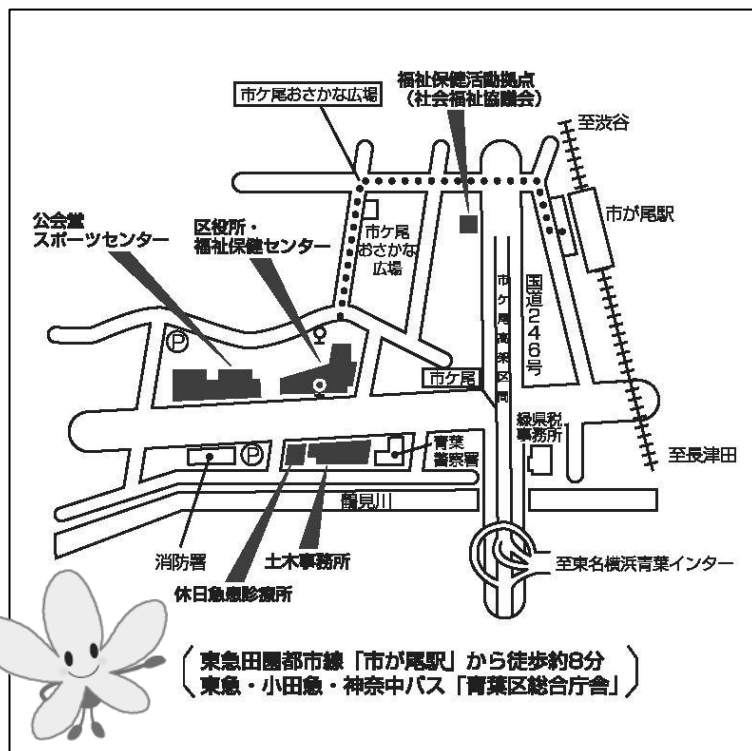 福祉保健活動拠点
（社会福祉協議会）
市ケ尾おさかな広場
至渋谷
市が尾駅
公会堂
スポーツセンター
区役所・
福祉保健センター
市ケ尾
おさかな
広場
国道246号
市ケ尾高架区間
P
市ケ尾
緑県税
事務所
青葉
警察署
P
至長津田
鶴見川
消防署
土木事務所
休日急患診療所
至東名横浜青葉インター
東急田園都市線「市が尾駅」から徒歩約8分
東急・小田急・神奈中バス「青葉区総合庁舎」